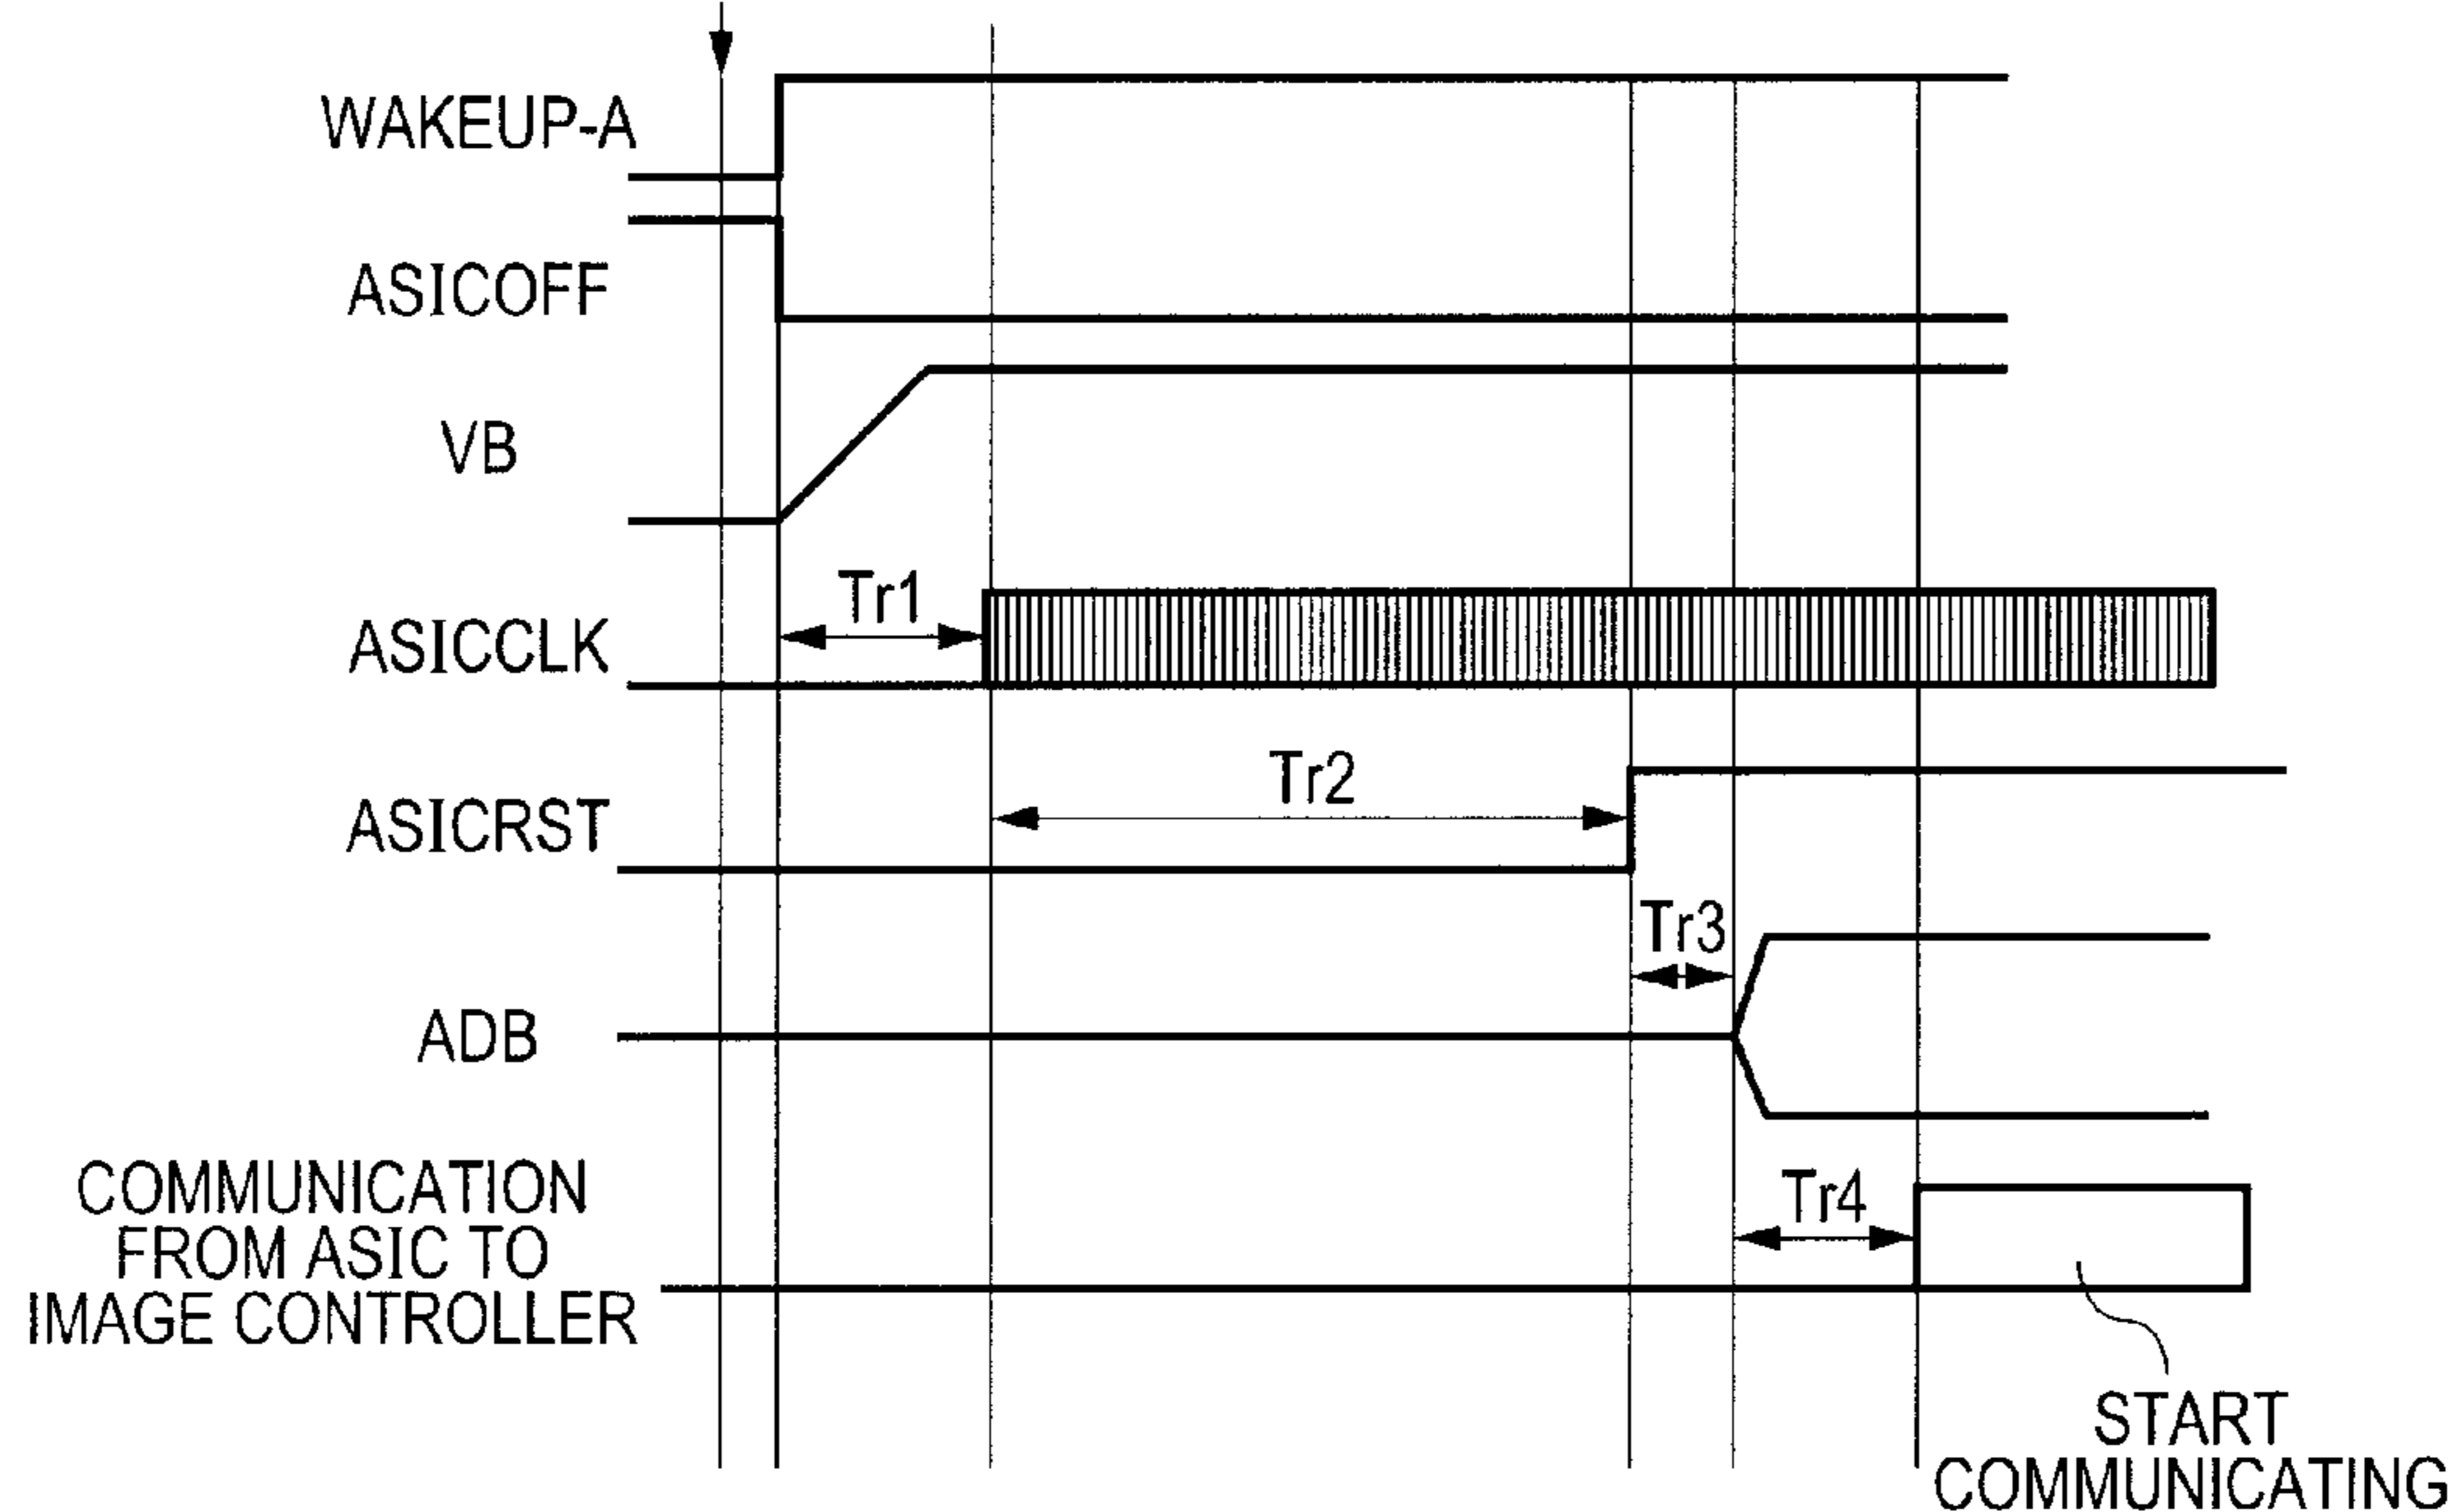 WAKEUP-A
ASICOFF
VB
Tr1
ASICCLK
Tr2
ASICRST
Tr3
ADB
COMMUNICATION
FROM ASIC TO
IMAGE CONTROLLER
Tr4
START
COMMUNICATING